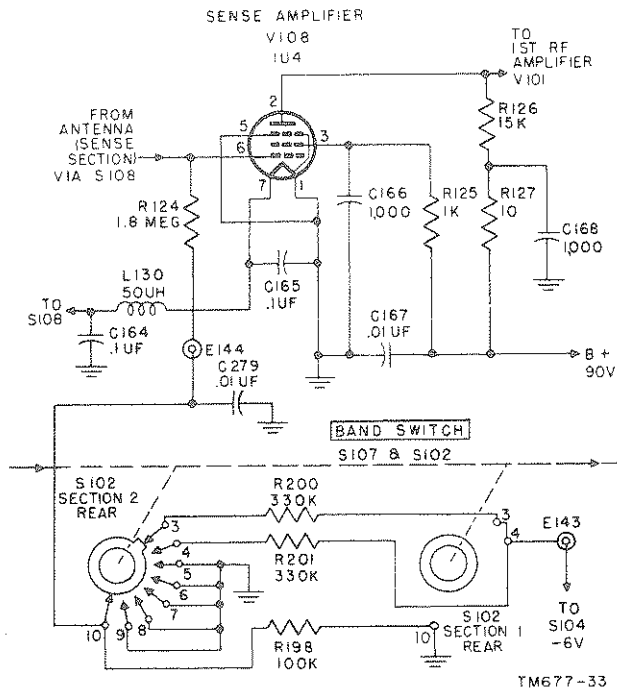 SENSE AMPLIFIER
V108
1U4
TO
1ST RF
AMPLIFIER
V101
2
5
3
6
7
1
FROM
ANTENNA
(SENSE
SECTION)
VIA S108
R126
15K
R124
1.8 MEG
C166
1,000
R125
1K
R127
10
C168
1,000
L130
50UH
C165
.1UF
TO
S108
C164
.1UF
C167
.01UF
B +
90V
E144
C279
.01UF
BAND SWITCH
S107 & S102
S102
SECTION 2
REAR
R200
330K
3
4
5
6
7
8
9
10
R201
330K
3
4
E143
TO
S104
-6V
S102
SECTION 1
REAR
10
R198
100K
TM677-33